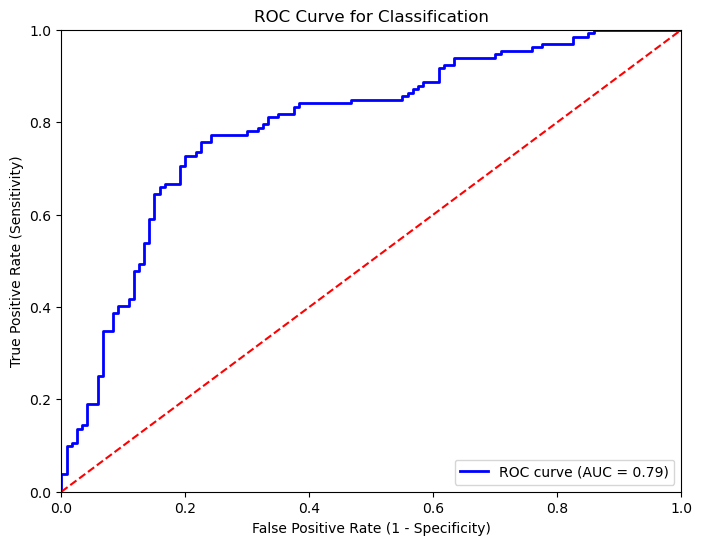 ROC Curve for Classification
True Positive Rate (Sensitivity)
1.0
0.8
0.6
0.4
0.2
0.0
ROC curve (AUC = 0.79)
0.0 0.2 0.4 0.6 0.8 1.0
False Positive Rate (1 - Specificity)